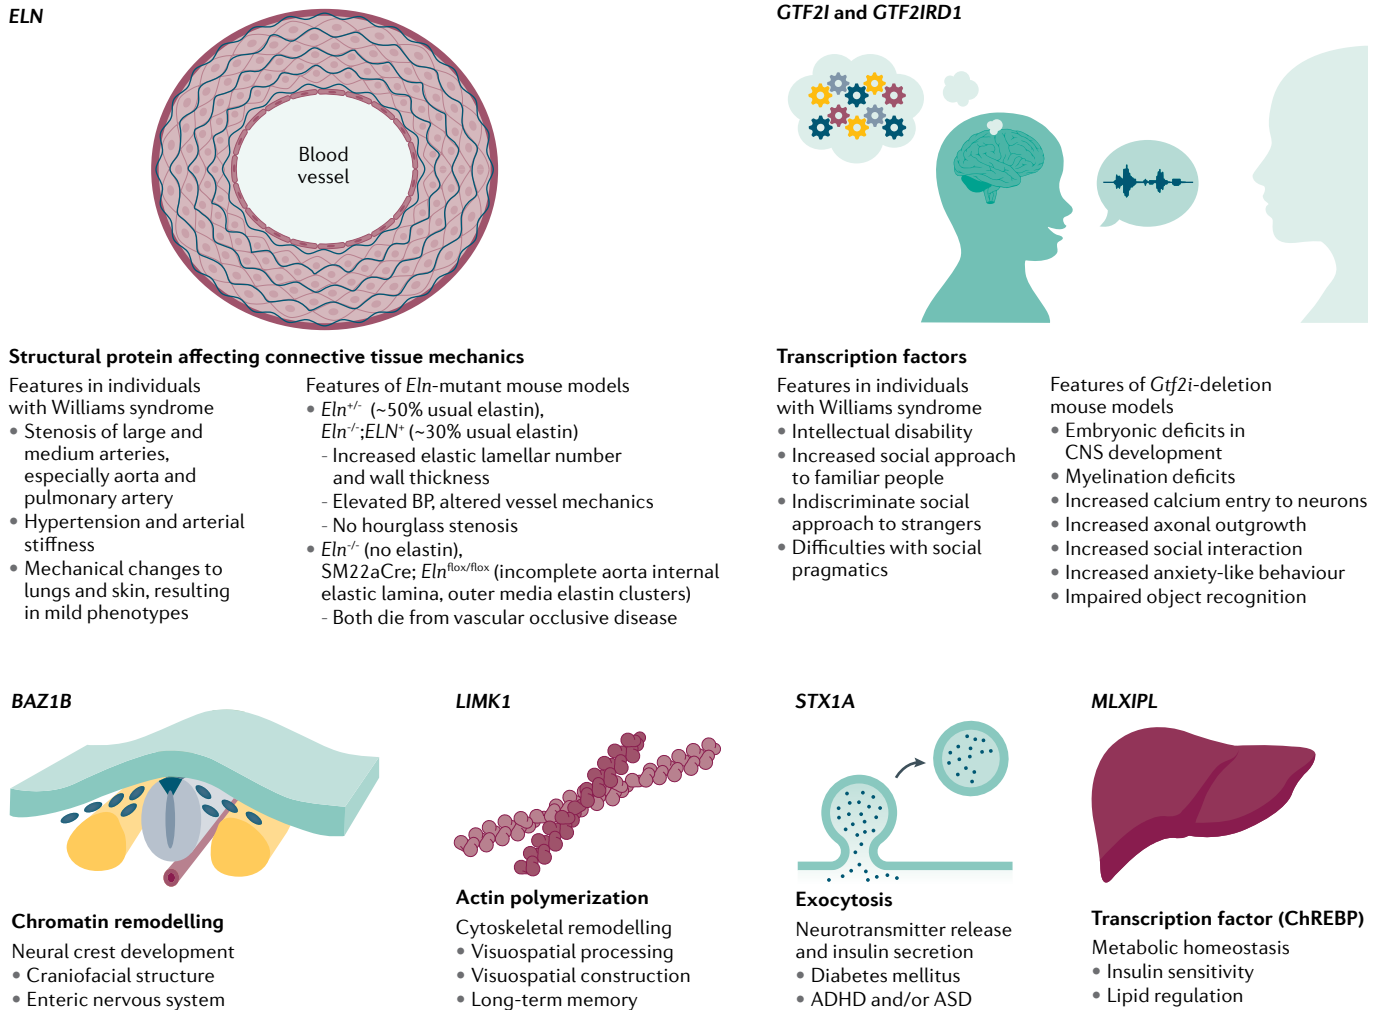 ELN
Blood
vessel
Structural protein affecting connective tissue mechanics
Features in individuals
with Williams syndrome
• Stenosis of large and
medium arteries,
especially aorta and
pulmonary artery
• Hypertension and arterial
stiffness
• Mechanical changes to
lungs and skin, resulting
in mild phenotypes
Features of Eln-mutant mouse models
• Eln+/- (~50% usual elastin),
Eln-/-;ELN+ (~30% usual elastin)
- Increased elastic lamellar number
and wall thickness
- Elevated BP, altered vessel mechanics
- No hourglass stenosis
• Eln-/- (no elastin),
SM22aCre; Elnflox/flox (incomplete aorta internal
elastic lamina, outer media elastin clusters)
- Both die from vascular occlusive disease
GTF2I and GTF2IRD1
Transcription factors
Features in individuals
with Williams syndrome
• Intellectual disability
• Increased social approach
to familiar people
• Indiscriminate social
approach to strangers
• Difficulties with social
pragmatics
Features of Gtf2i-deletion
mouse models
• Embryonic deficits in
CNS development
• Myelination deficits
• Increased calcium entry to neurons
• Increased axonal outgrowth
• Increased social interaction
• Increased anxiety-like behaviour
• Impaired object recognition
BAZ1B
Chromatin remodelling
Neural crest development
• Craniofacial structure
• Enteric nervous system
LIMK1
Actin polymerization
Cytoskeletal remodelling
• Visuospatial processing
• Visuospatial construction
• Long-term memory
STX1A
Exocytosis
Neurotransmitter release
and insulin secretion
• Diabetes mellitus
• ADHD and/or ASD
MLXIPL
Transcription factor (ChREBP)
Metabolic homeostasis
• Insulin sensitivity
• Lipid regulation